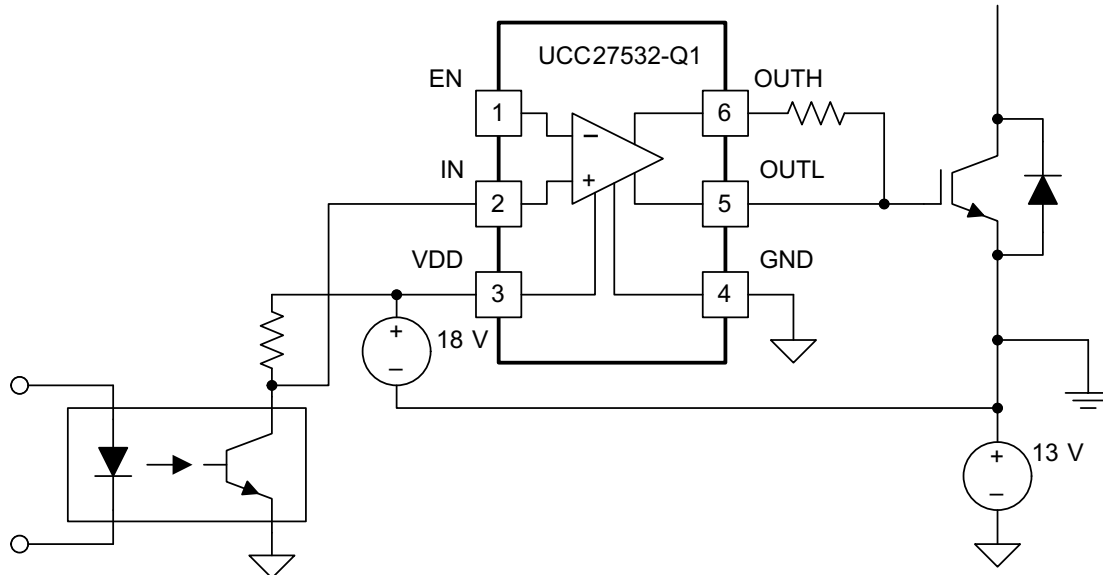 UCC27532-Q1
EN
OUTH
1
6
IN
OUTL
2
5
VDD
GND
3
4
+
18 V
−
+
13 V
−